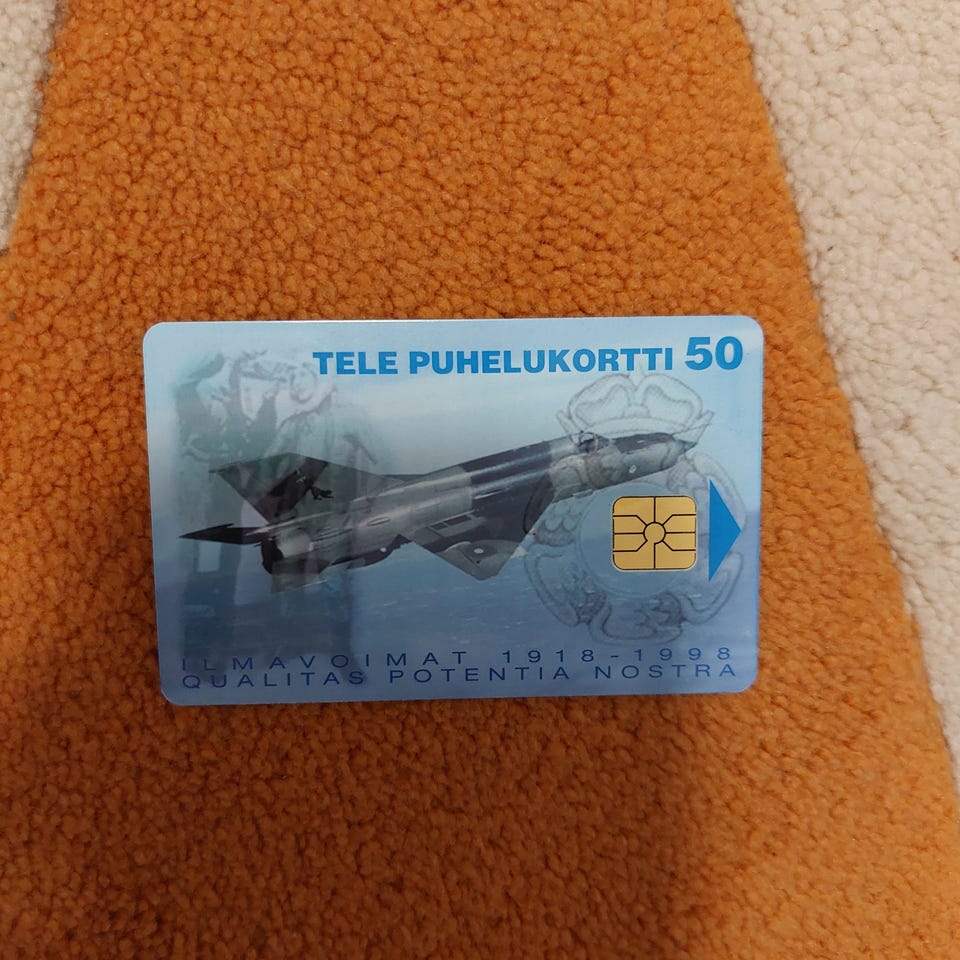 TELE PUHELUKORTTI 50
ILMAVOIMAT 1918-1998
QUALITAS POTENTIA NOSTRA